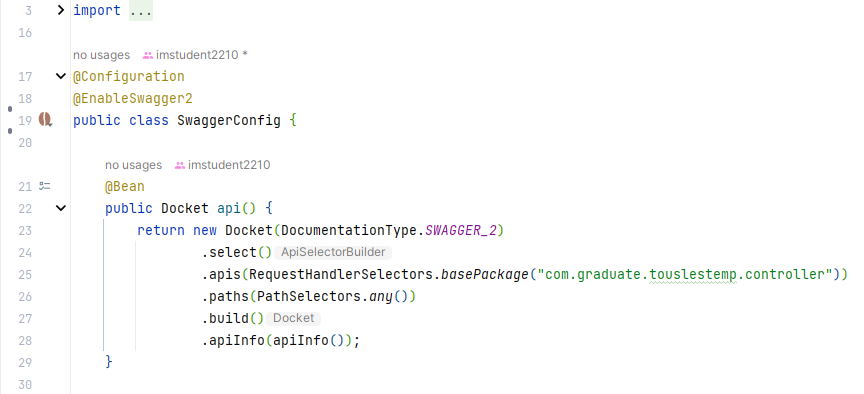 3 import ...
16
no usages imstudent2210 *
17 @Configuration
18 @EnableSwagger2
19 public class SwaggerConfig {
20
no usages imstudent2210
21 @Bean
22 public Docket api() {
23 return new Docket(DocumentationType.SWAGGER_2)
24 .select() ApiSelectorBuilder
25 .apis(RequestHandlerSelectors.basePackage("com.graduate.touslestemp.controller"))
26 .paths(PathSelectors.any())
27 .build() Docket
28 .apiInfo(apiInfo());
29 }
30